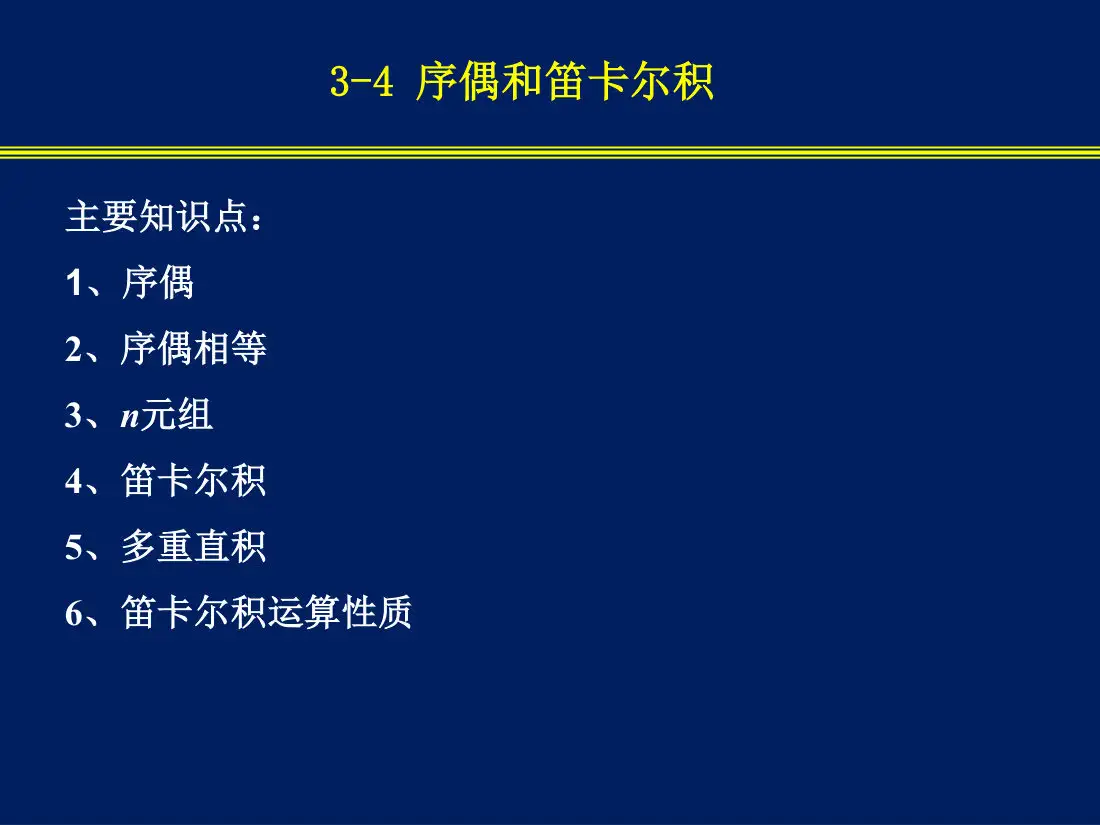 3-4 序偶和笛卡尔积
主要知识点：
1、序偶
2、序偶相等
3、n元组
4、笛卡尔积
5、多重直积
6、笛卡尔积运算性质